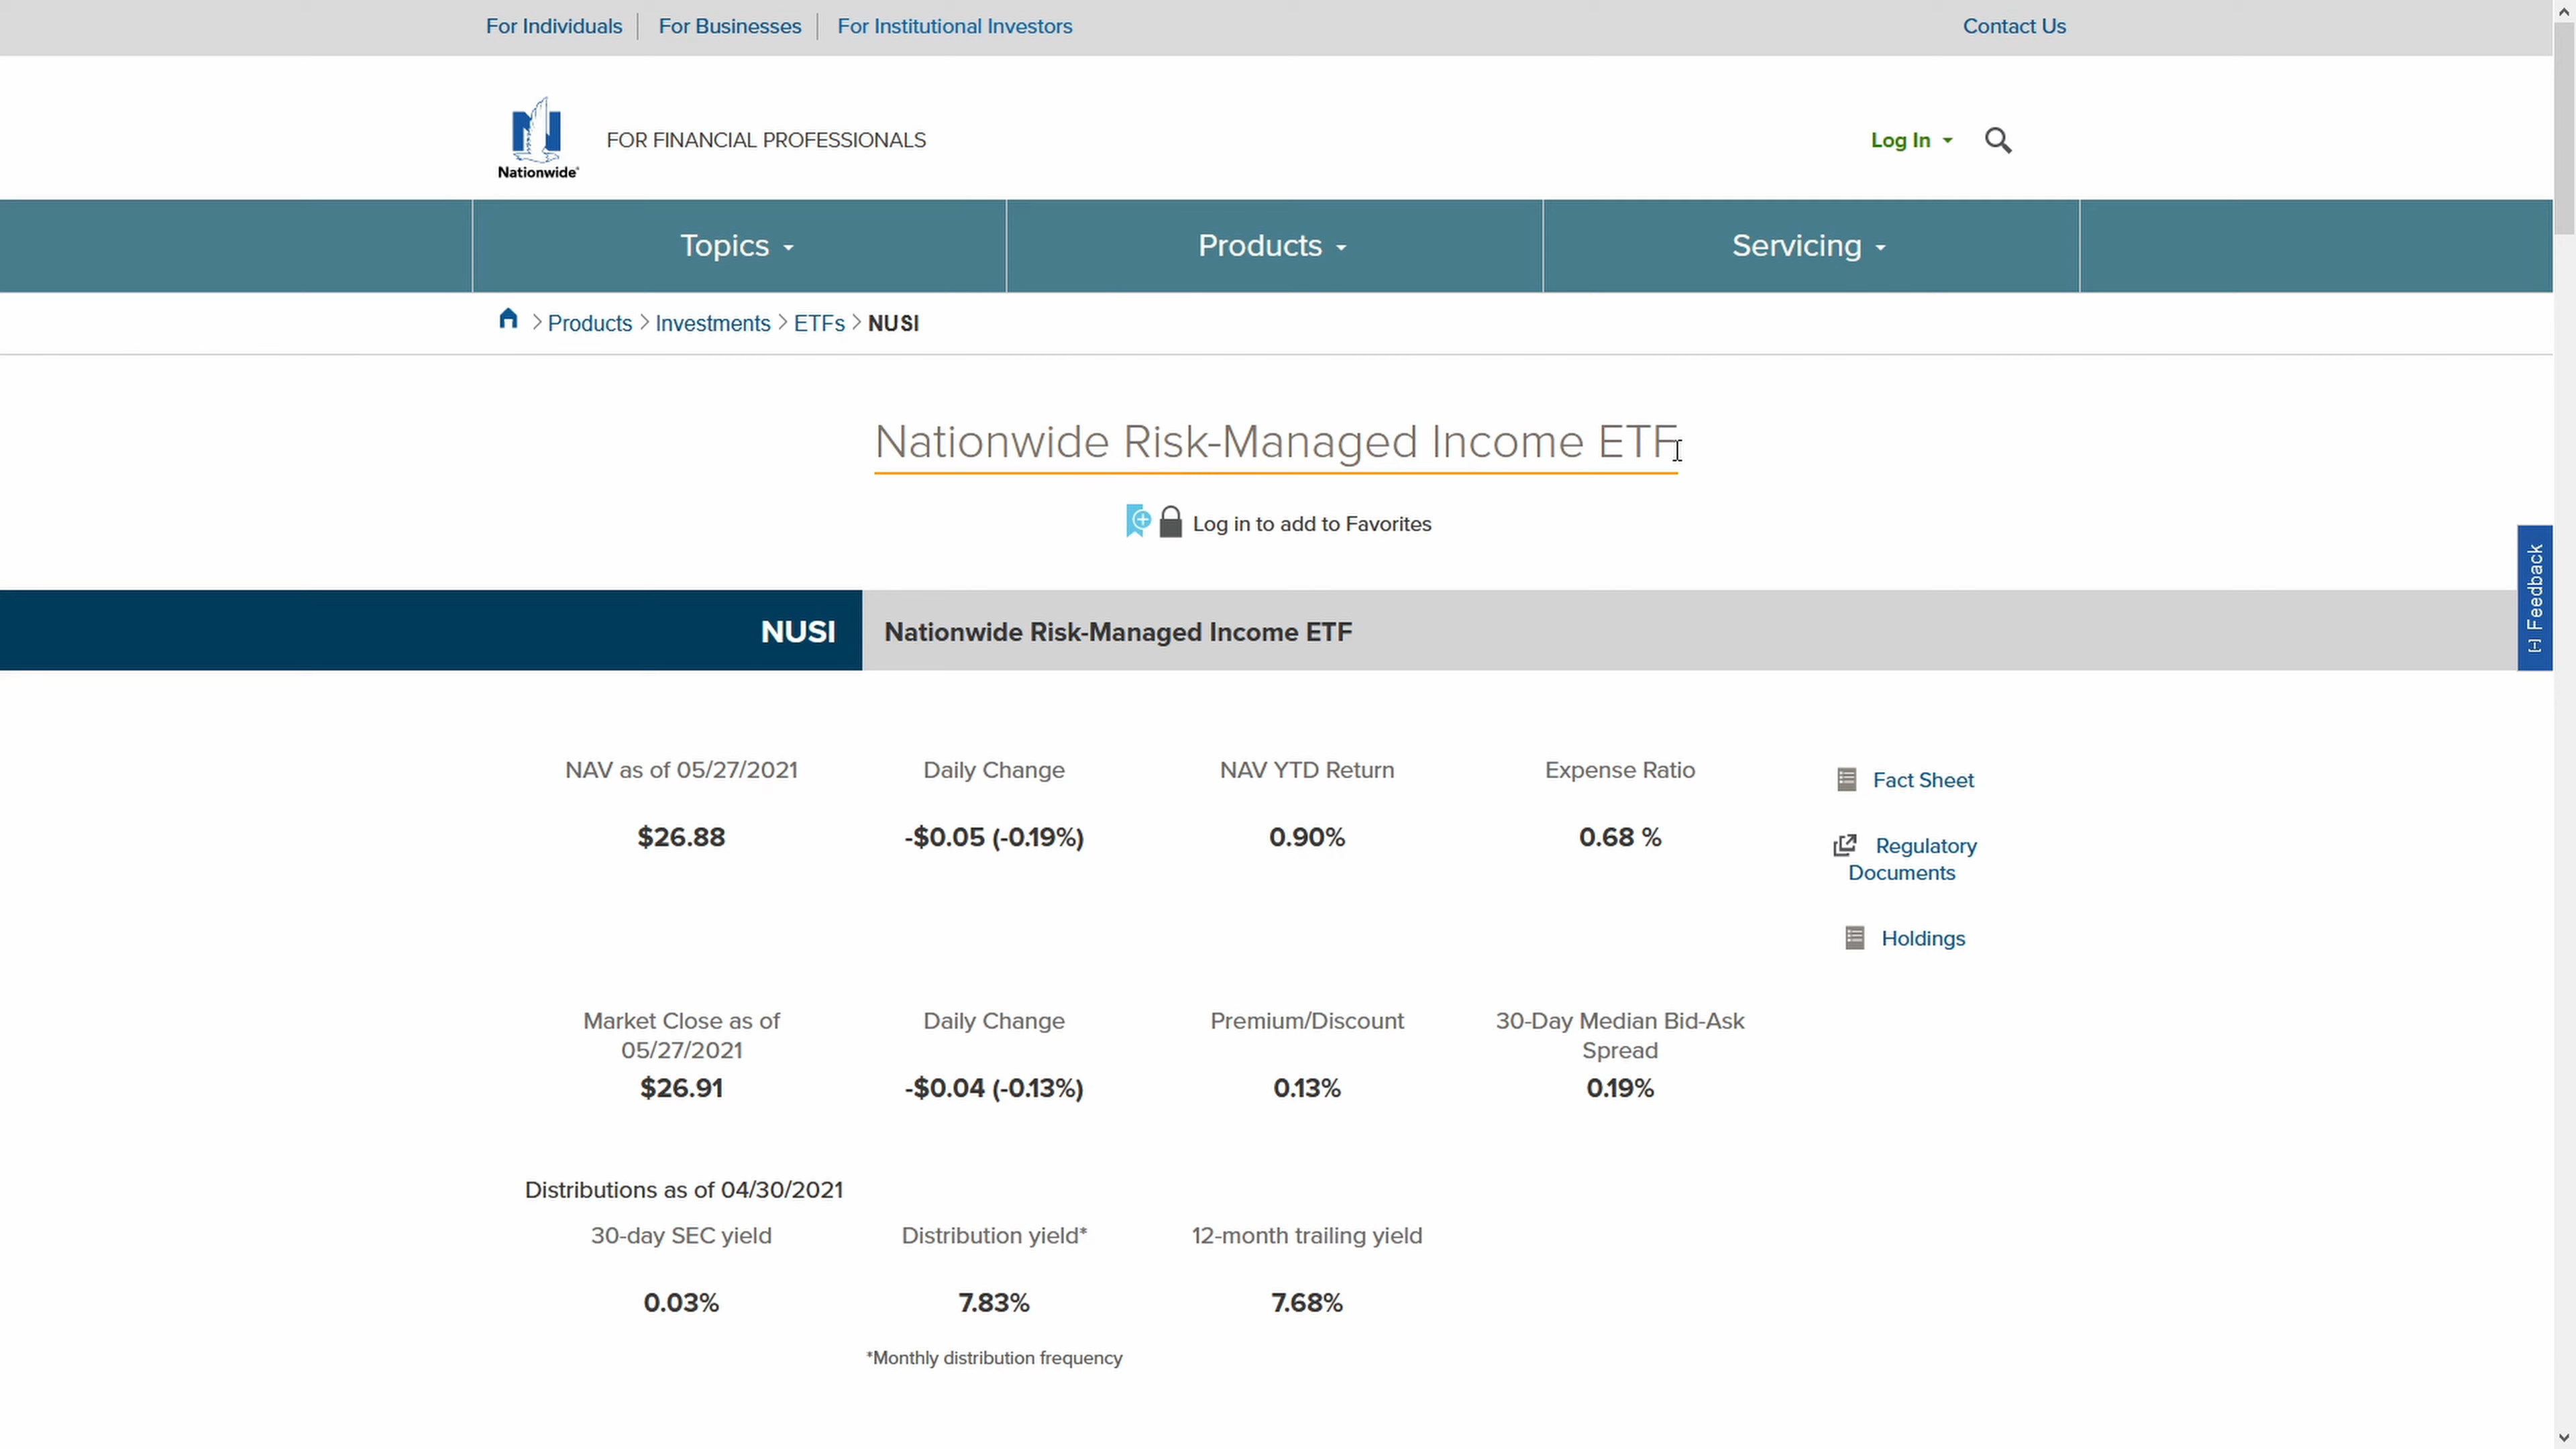 For Individuals
For Businesses
For Institutional Investors
Contact Us
Nationwide®
FOR FINANCIAL PROFESSIONALS
Log In
Topics
Products
Servicing
Products
Investments
ETFs
NUSI
Nationwide Risk-Managed Income ETF
Log in to add to Favorites
[-] Feedback
NUSI
Nationwide Risk-Managed Income ETF
NAV as of 05/27/2021
$26.88
Daily Change
-$0.05 (-0.19%)
NAV YTD Return
0.90%
Expense Ratio
0.68 %
Fact Sheet
Regulatory
Documents
Holdings
Market Close as of
05/27/2021
$26.91
Daily Change
-$0.04 (-0.13%)
Premium/Discount
0.13%
30-Day Median Bid-Ask
Spread
0.19%
Distributions as of 04/30/2021
30-day SEC yield
0.03%
Distribution yield*
7.83%
12-month trailing yield
7.68%
*Monthly distribution frequency